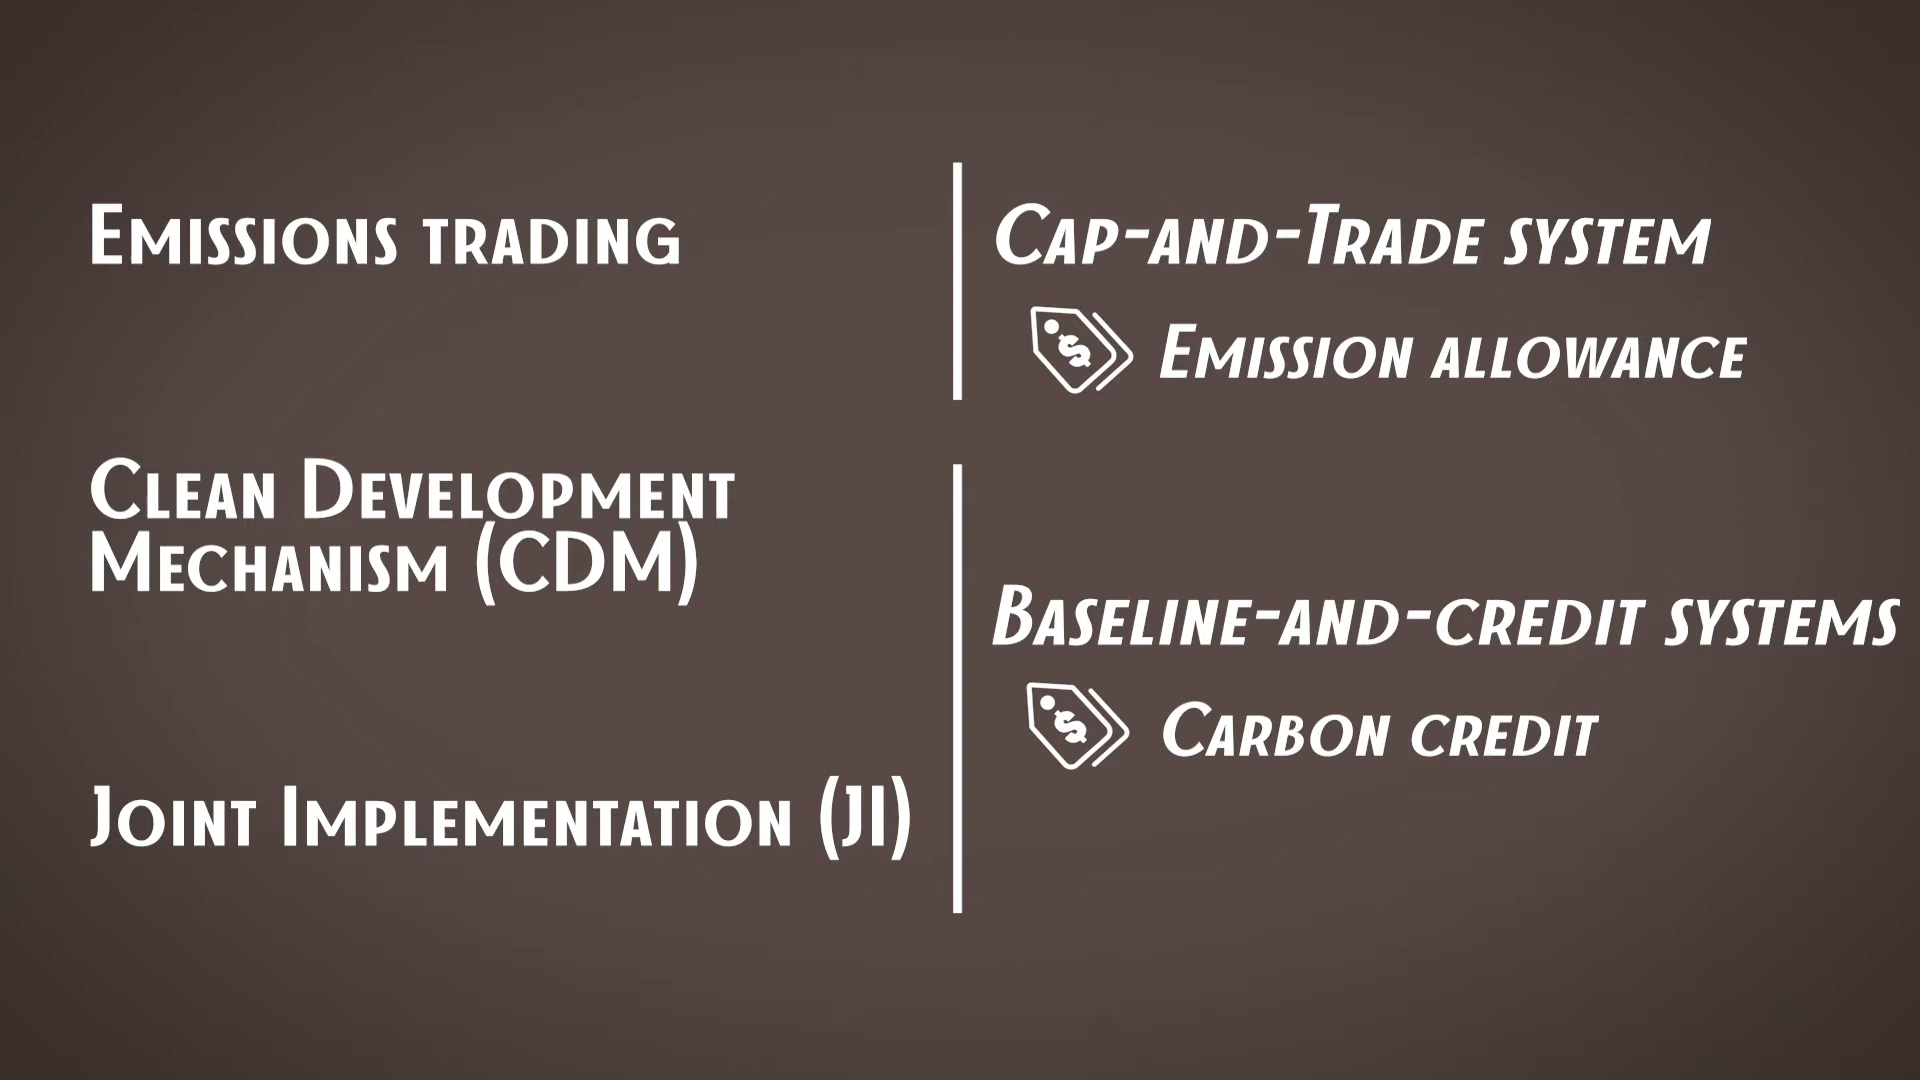 Emissions trading
Cap-and-Trade system
$ Emission allowance
Clean Development
Mechanism (CDM)
Baseline-and-credit systems
$ Carbon credit
Joint Implementation (JI)